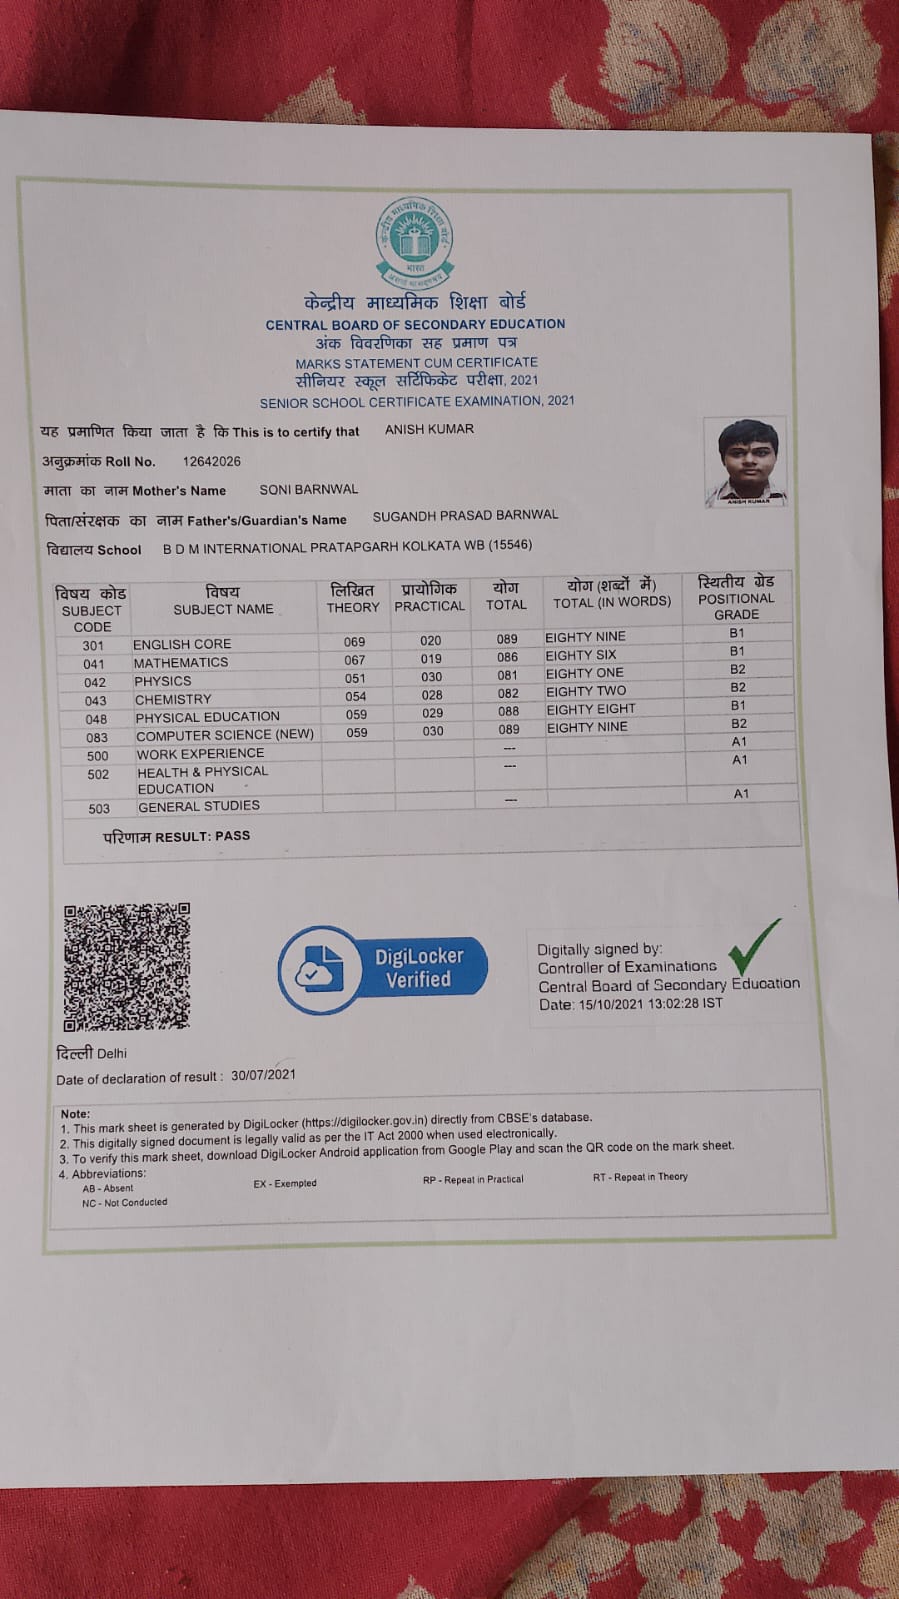 केन्द्रीय माध्यमिक शिक्षा बोर्ड
भारत
केन्द्रीय माध्यमिक शिक्षा बोर्ड
CENTRAL BOARD OF SECONDARY EDUCATION
अंक विवरणिका सह प्रमाण पत्र
MARKS STATEMENT CUM CERTIFICATE
सीनियर स्कूल सर्टिफिकेट परीक्षा, 2021
SENIOR SCHOOL CERTIFICATE EXAMINATION, 2021
यह प्रमाणित किया जाता है कि This is to certify that ANISH KUMAR
अनुक्रमांक Roll No. 12642026
ANISH KUMAR
माता का नाम Mother's Name SONI BARNWAL
पिता/संरक्षक का नाम Father's/Guardian's Name SUGANDH PRASAD BARNWAL
विद्यालय School B D M INTERNATIONAL PRATAPGARH KOLKATA WB (15546)
विषय कोड विषय लिखित प्रायोगिक योग योग (शब्दों में) स्थितीय ग्रेड
SUBJECT SUBJECT NAME THEORY PRACTICAL TOTAL TOTAL (IN WORDS) POSITIONAL
CODE GRADE
301 ENGLISH CORE 069 020 089 EIGHTY NINE B1
041 MATHEMATICS 067 019 086 EIGHTY SIX B1
042 PHYSICS 051 030 081 EIGHTY ONE B2
043 CHEMISTRY 054 028 082 EIGHTY TWO B2
048 PHYSICAL EDUCATION 059 029 088 EIGHTY EIGHT B1
083 COMPUTER SCIENCE (NEW) 059 030 089 EIGHTY NINE B2
500 WORK EXPERIENCE --- A1
502 HEALTH & PHYSICAL --- A1
EDUCATION
503 GENERAL STUDIES --- A1
परिणाम RESULT: PASS
DigiLocker
Verified
Digitally signed by:
Controller of Examinations
Central Board of Secondary Education
Date: 15/10/2021 13:02:28 IST
दिल्ली Delhi
Date of declaration of result : 30/07/2021
Note:
1. This mark sheet is generated by DigiLocker (https://digilocker.gov.in) directly from CBSE's database.
2. This digitally signed document is legally valid as per the IT Act 2000 when used electronically.
3. To verify this mark sheet, download DigiLocker Android application from Google Play and scan the QR code on the mark sheet.
4. Abbreviations:
AB - Absent EX - Exempted RP - Repeat in Practical RT - Repeat in Theory
NC - Not Conducted